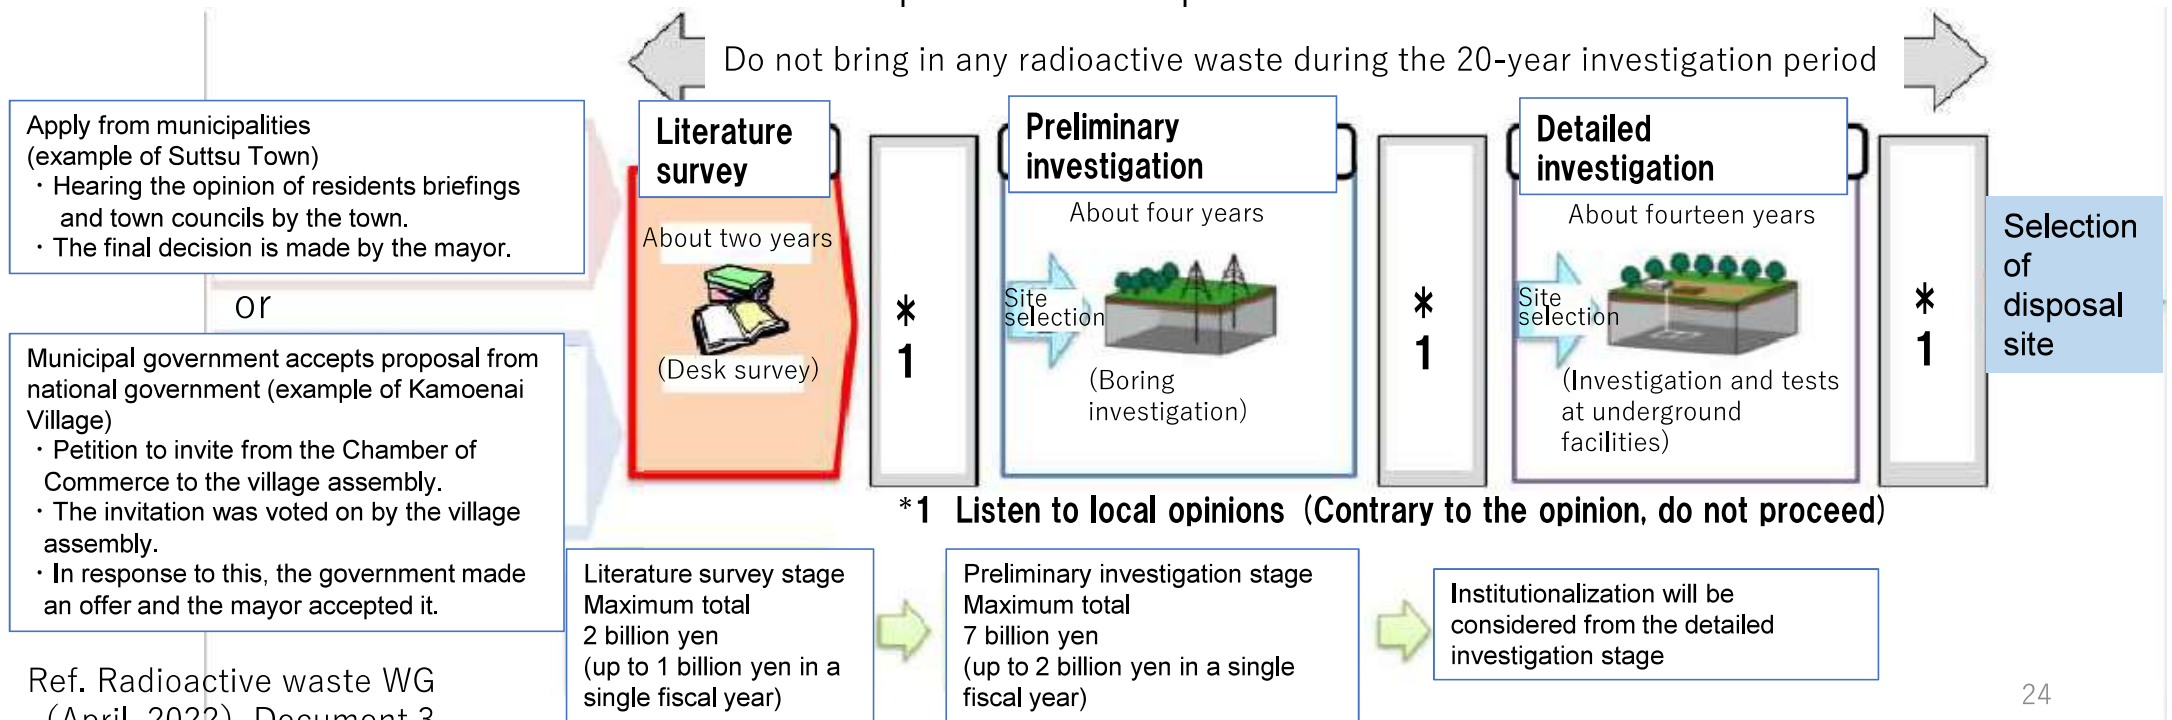 Do not bring in any radioactive waste during the 20-year investigation period
Apply from municipalities
(example of Suttsu Town)
・Hearing the opinion of residents briefings
and town councils by the town.
・The final decision is made by the mayor.
or
Municipal government accepts proposal from
national government (example of Kamoenai
Village)
・Petition to invite from the Chamber of
Commerce to the village assembly.
・The invitation was voted on by the village
assembly.
・In response to this, the government made
an offer and the mayor accepted it.
Literature
survey
About two years
(Desk survey)
*
1
Preliminary
investigation
About four years
Site
selection
(Boring
investigation)
*
1
Detailed
investigation
About fourteen years
Site
selection
(Investigation and tests
at underground
facilities)
*
1
Selection
of
disposal
site
*1 Listen to local opinions (Contrary to the opinion, do not proceed)
Literature survey stage
Maximum total
2 billion yen
(up to 1 billion yen in a
single fiscal year)
Preliminary investigation stage
Maximum total
7 billion yen
(up to 2 billion yen in a single
fiscal year)
Institutionalization will be
considered from the detailed
investigation stage
Ref. Radioactive waste WG
(April, 2022), Document 3
24